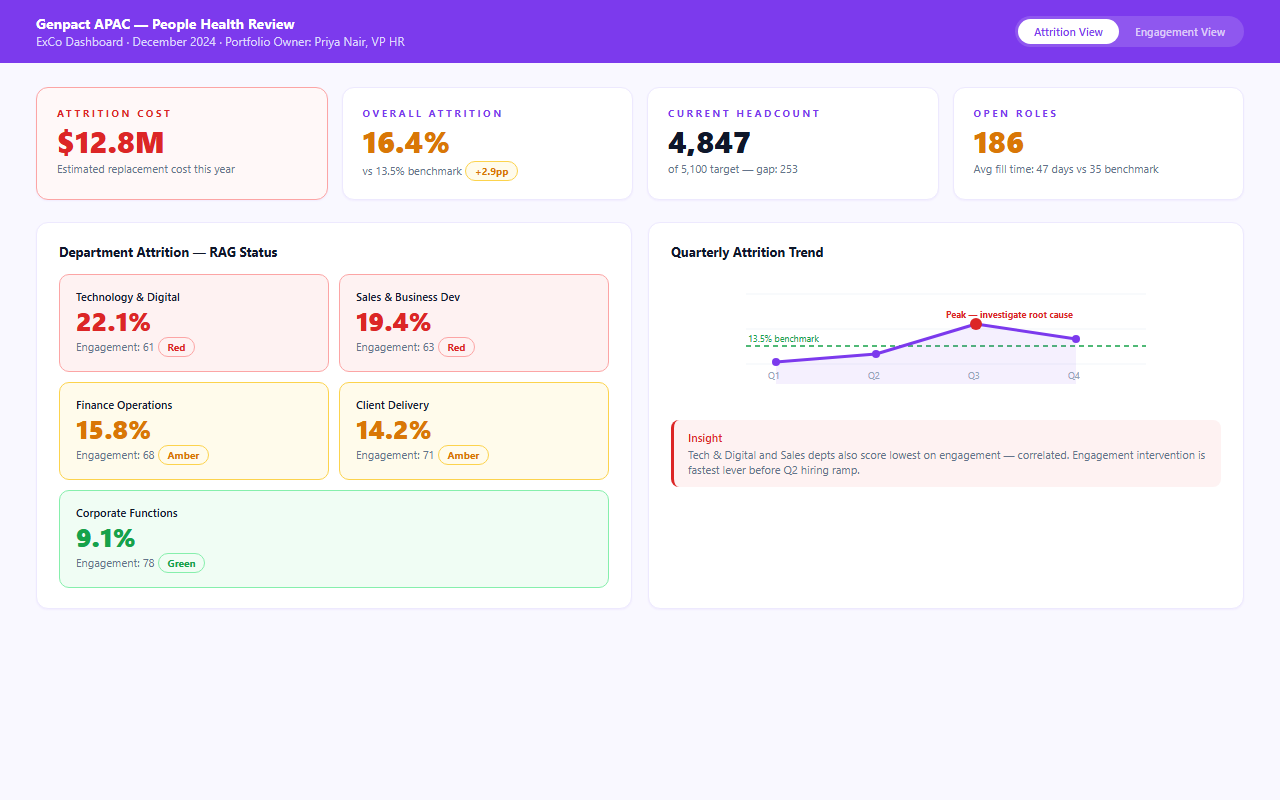 Genpact APAC — People Health Review
ExCo Dashboard · December 2024 · Portfolio Owner: Priya Nair, VP HR
Attrition View
Engagement View
ATTRITION COST
$12.8M
Estimated replacement cost this year
OVERALL ATTRITION
16.4%
vs 13.5% benchmark +2.9pp
CURRENT HEADCOUNT
4,847
of 5,100 target — gap: 253
OPEN ROLES
186
Avg fill time: 47 days vs 35 benchmark
Department Attrition — RAG Status
Technology & Digital
22.1%
Engagement: 61 Red
Sales & Business Dev
19.4%
Engagement: 63 Red
Finance Operations
15.8%
Engagement: 68 Amber
Client Delivery
14.2%
Engagement: 71 Amber
Corporate Functions
9.1%
Engagement: 78 Green
Quarterly Attrition Trend
Peak — investigate root cause
13.5% benchmark
Q1 Q2 Q3 Q4
Insight
Tech & Digital and Sales depts also score lowest on engagement — correlated. Engagement intervention is
fastest lever before Q2 hiring ramp.